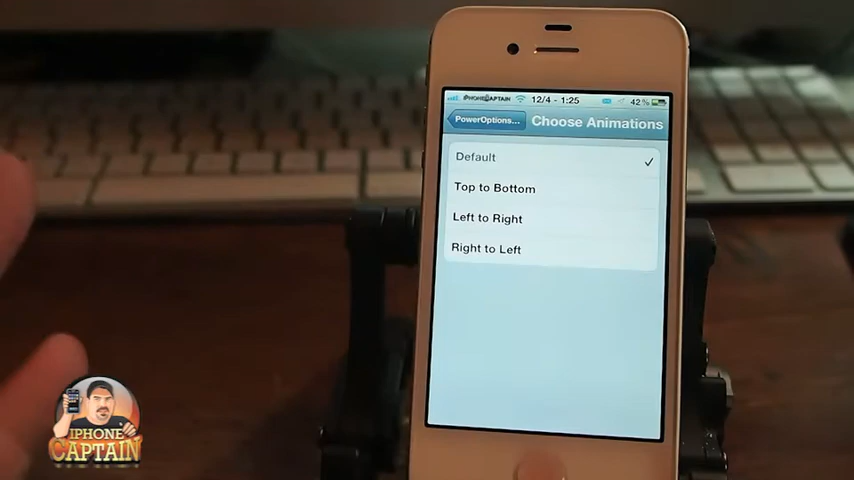 iPHONECAPTAIN 12/4 - 1:25 42%
PowerOptions... Choose Animations
Default
Top to Bottom
Left to Right
Right to Left
IPHONE
CAPTAIN